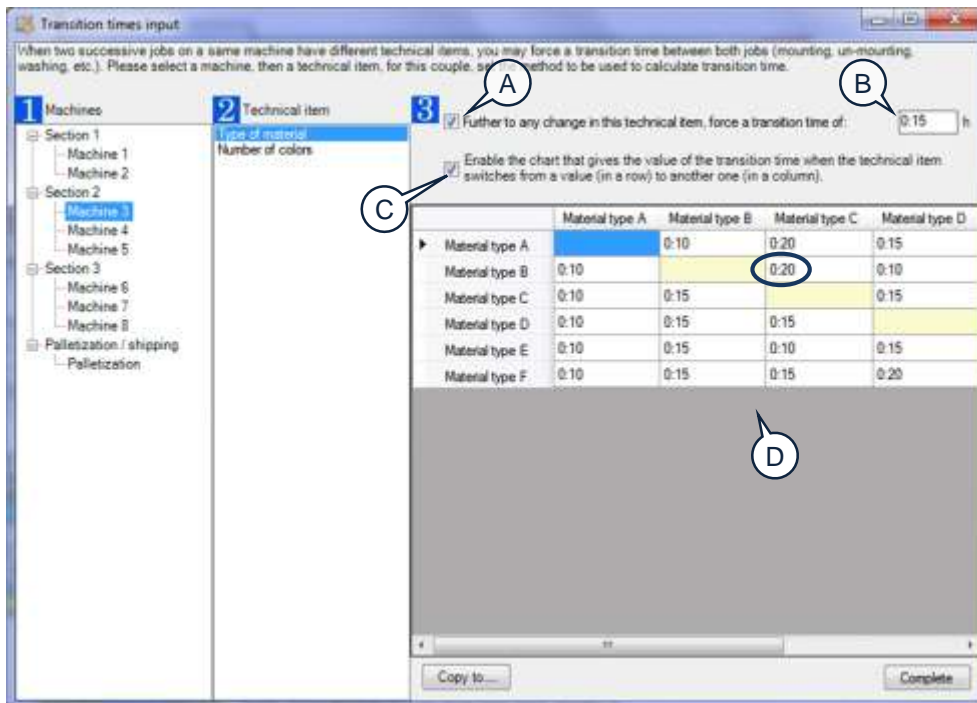 Transition times input
When two successive jobs on a same machine have different technical items, you may force a transition time between both jobs (mounting, un-mounting,
washing, etc.). Please select a machine, then a technical item, for this couple, set the method to be used to calculate transition
time.
A
B
1 Machines
2 Technical item
3
Further to any change in this technical item, force a transition time of: 0:15 h
Enable the chart that gives the value of the transition time when the technical item
switches from a value (in a row) to another one (in a column).
C
Section 1
Machine 1
Machine 2
Section 2
Machine 3
Machine 4
Machine 5
Section 3
Machine 6
Machine 7
Machine 8
Palletization / shipping
Palletization
Type of material
Number of colors
Material type A Material type B Material type C Material type D
Material type A 0:10 0:20 0:15
Material type B 0:10 0:20 0:10
Material type C 0:10 0:15 0:15
Material type D 0:10 0:15 0:15
Material type E 0:10 0:15 0:10 0:15
Material type F 0:10 0:15 0:15 0:20
D
Copy to....
Complete